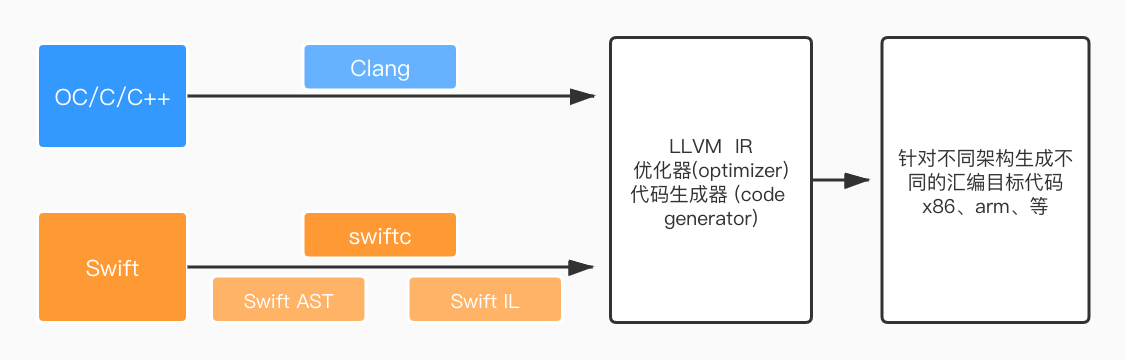 OC/C/C++
Clang
Swift
swiftc
Swift AST
Swift IL
LLVM IR
优化器(optimizer)
代码生成器 (code
generator)
针对不同架构生成不
同的汇编目标代码
x86、arm、等